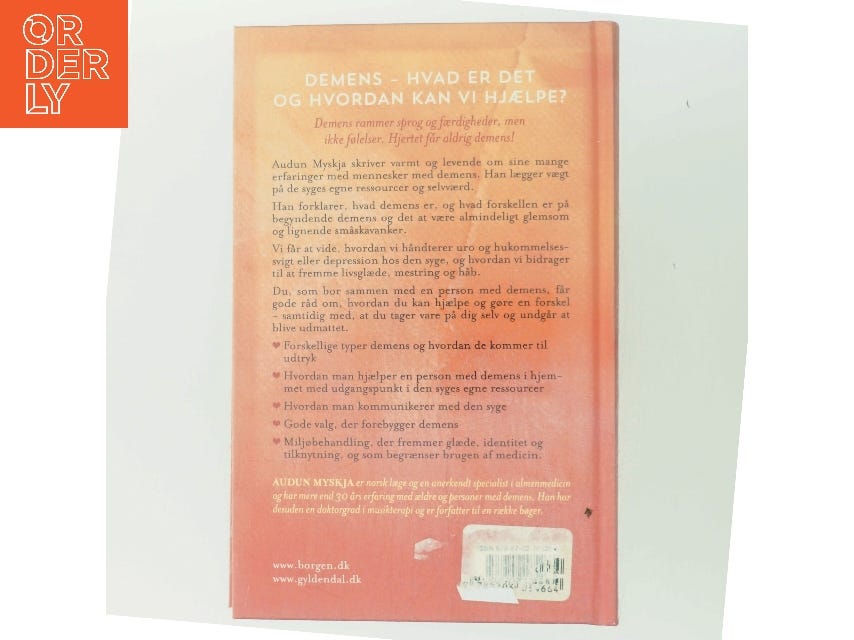 OR
DER
LY
DEMENS – HVAD ER DET
OG HVORDAN KAN VI HJÆLPE?
Demens rammer sprog og færdigheder, men
ikke følelser. Hjertet får aldrig demens!
Audun Myskja skriver varmt og levende om sine mange
erfaringer med mennesker med demens. Han lægger vægt
på de syges egne ressourcer og selvværd.
Han forklarer, hvad demens er, og hvad forskellen er på
begyndende demens og det at være almindeligt glemsom
og lignende småskavanker.
Vi får at vide, hvordan vi håndterer uro og hukommelses-
svigt eller depression hos den syge, og hvordan vi bidrager
til at fremme livsglæde, mestring og håb.
Du, som bor sammen med en person med demens, får
gode råd om, hvordan du kan hjælpe og gøre en forskel
– samtidig med, at du tager vare på dig selv og undgår at
blive udmattet.
❤ Forskellige typer demens og hvordan de kommer til
udtryk
❤ Hvordan man hjælper en person med demens i hjem-
met med udgangspunkt i den syges egne ressourcer
❤ Hvordan man kommunikerer med den syge
❤ Gode valg, der forebygger demens
❤ Miljøbehandling, der fremmer glæde, identitet og
tilknytning, og som begrænser brugen af medicin.
AUDUN MYSKJA er norsk læge og en anerkendt specialist i almenmedicin
og har mere end 30 års erfaring med ældre og personer med demens. Han har
desuden en doktorgrad i musikterapi og er forfatter til en række bøger.
www.borgen.dk
www.gyldendal.dk